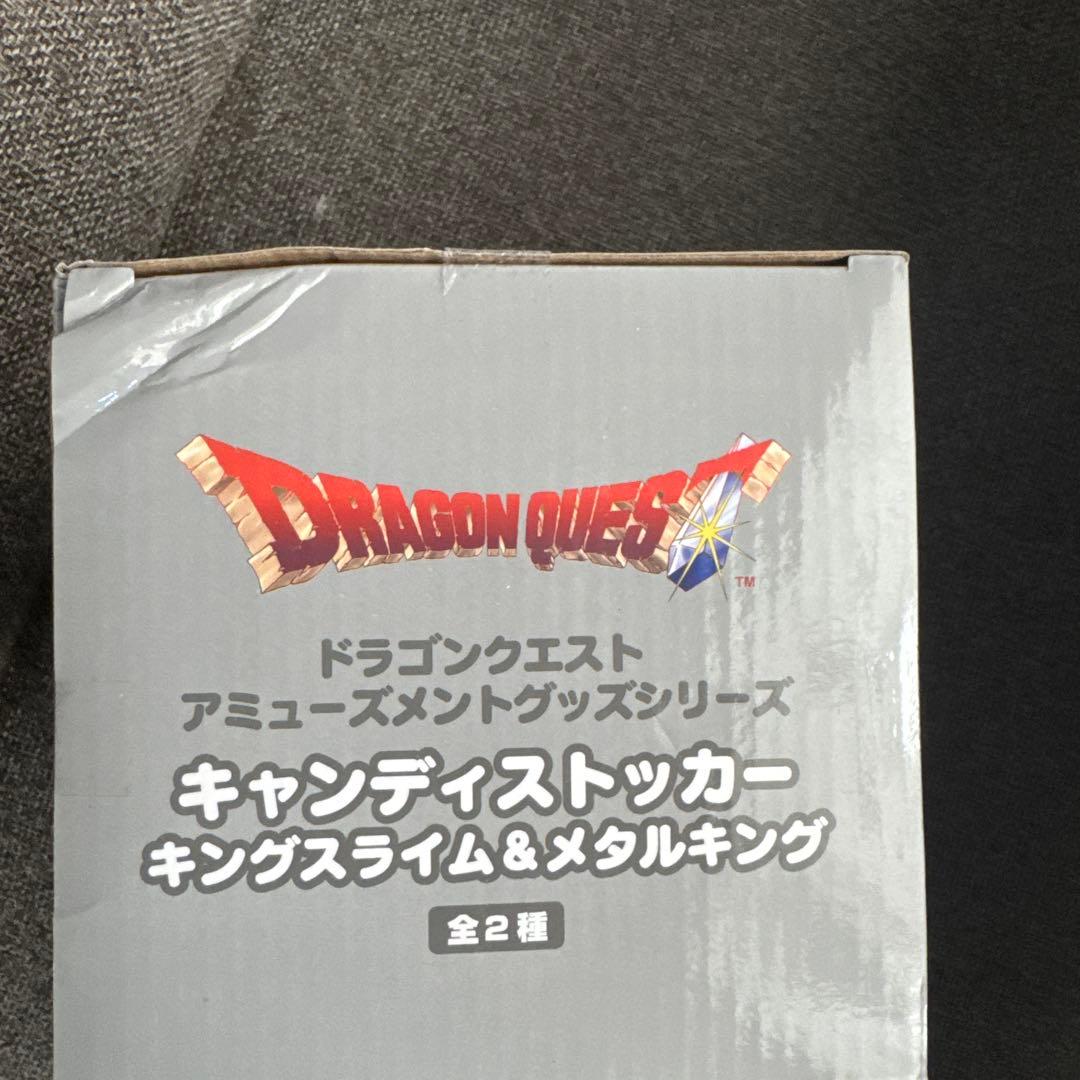 DRAGON QUEST
TM
ドラゴンクエスト
アミューズメントグッズシリーズ
キャンディストッカー
キングスライム&メタルキング
全2種